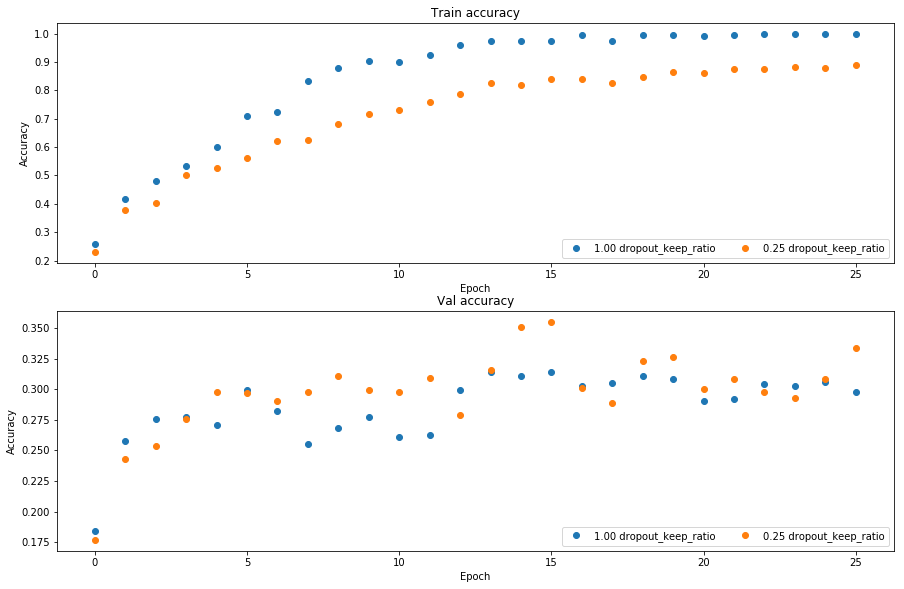 Train accuracy
Accuracy
1.0
0.9
0.8
0.7
0.6
0.5
0.4
0.3
0.2
1.00 dropout_keep_ratio 0.25 dropout_keep_ratio
0 5 10 15 20 25
Epoch
Val accuracy
Accuracy
0.350
0.325
0.300
0.275
0.250
0.225
0.200
0.175
1.00 dropout_keep_ratio 0.25 dropout_keep_ratio
0 5 10 15 20 25
Epoch